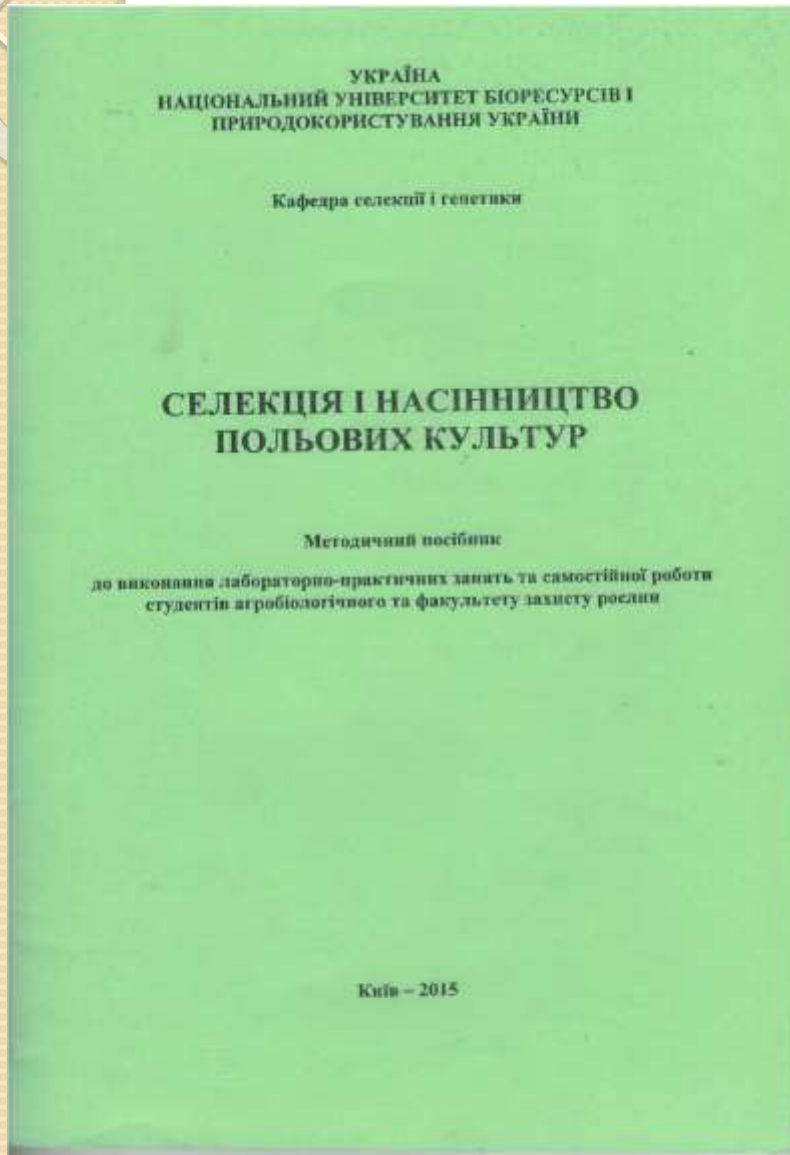 УКРАЇНА
НАЦІОНАЛЬНИЙ УНІВЕРСИТЕТ БІОРЕСУРСІВ І
ПРИРОДОКОРИСТУВАННЯ УКРАЇНИ
Кафедра селекції і генетики
СЕЛЕКЦІЯ І НАСІННИЦТВО
ПОЛЬОВИХ КУЛЬТУР
Методичний посібник
до виконання лабораторно-практичних занять та самостійної роботи
студентів агробіологічного та факультету захисту рослин
Київ – 2015